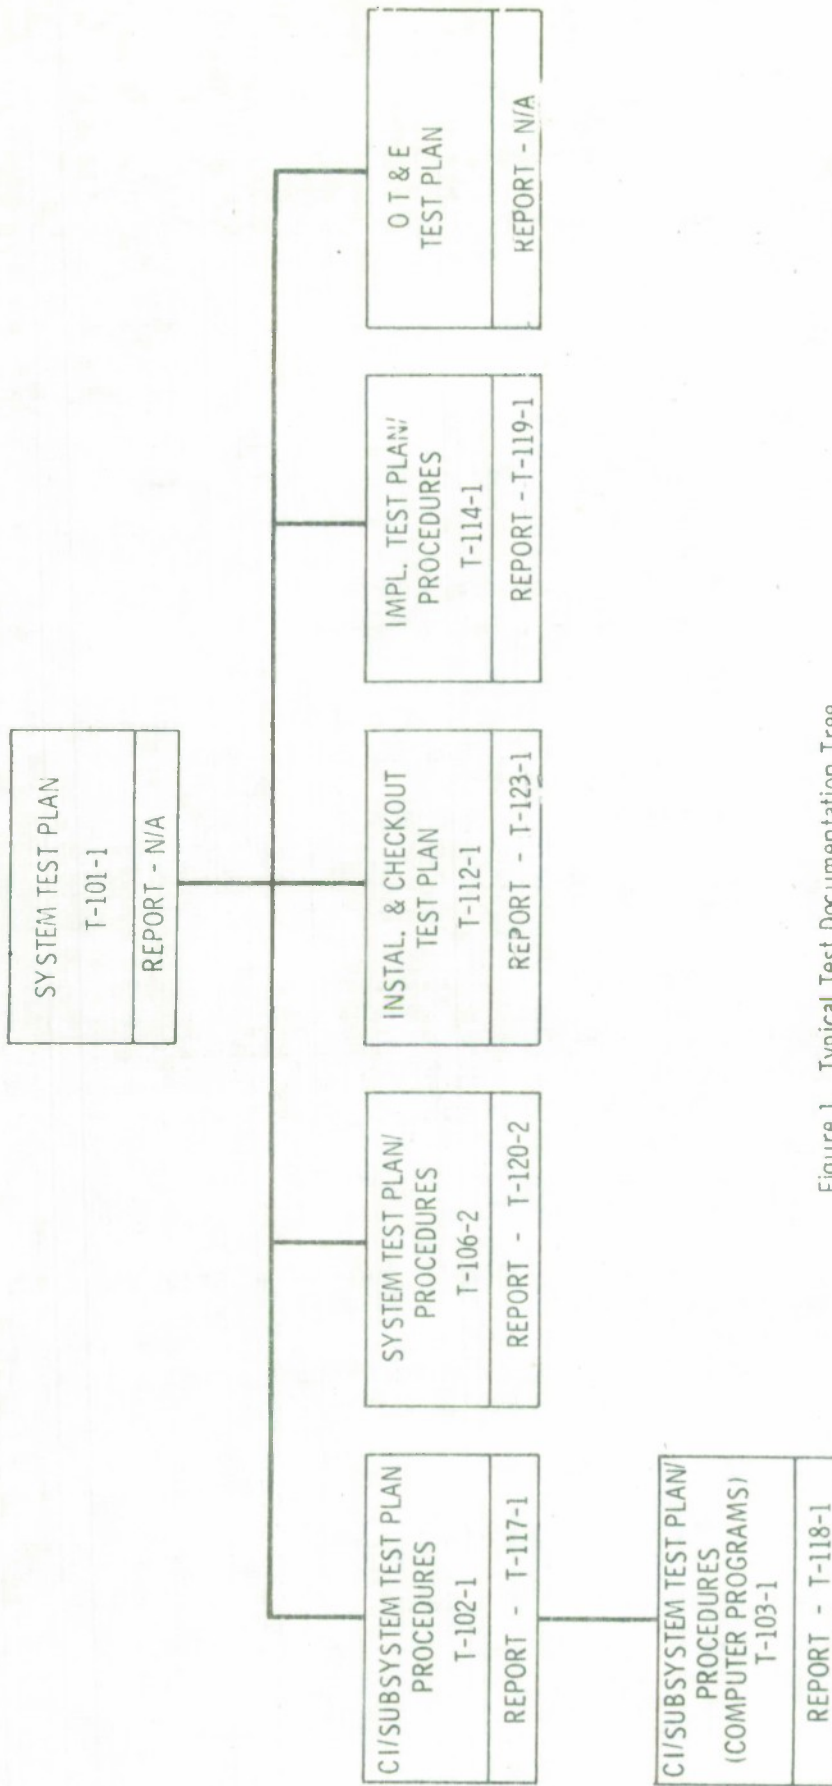 SYSTEM TEST PLAN
T-101-1
REPORT - N/A
CI/SUBSYSTEM TEST PLAN
PROCEDURES
T-102-1
REPORT - T-117-1
SYSTEM TEST PLAN/
PROCEDURES
T-106-2
REPORT - T-120-2
INSTAL. & CHECKOUT
TEST PLAN
T-112-1
REPORT - T-123-1
IMPL. TEST PLAN/
PROCEDURES
T-114-1
REPORT - T-119-1
O T & E
TEST PLAN
REPORT - N/A
CI/SUBSYSTEM TEST PLAN/
PROCEDURES
(COMPUTER PROGRAMS)
T-103-1
REPORT - T-118-1
Figure 1 Typical Test Documentation Tree